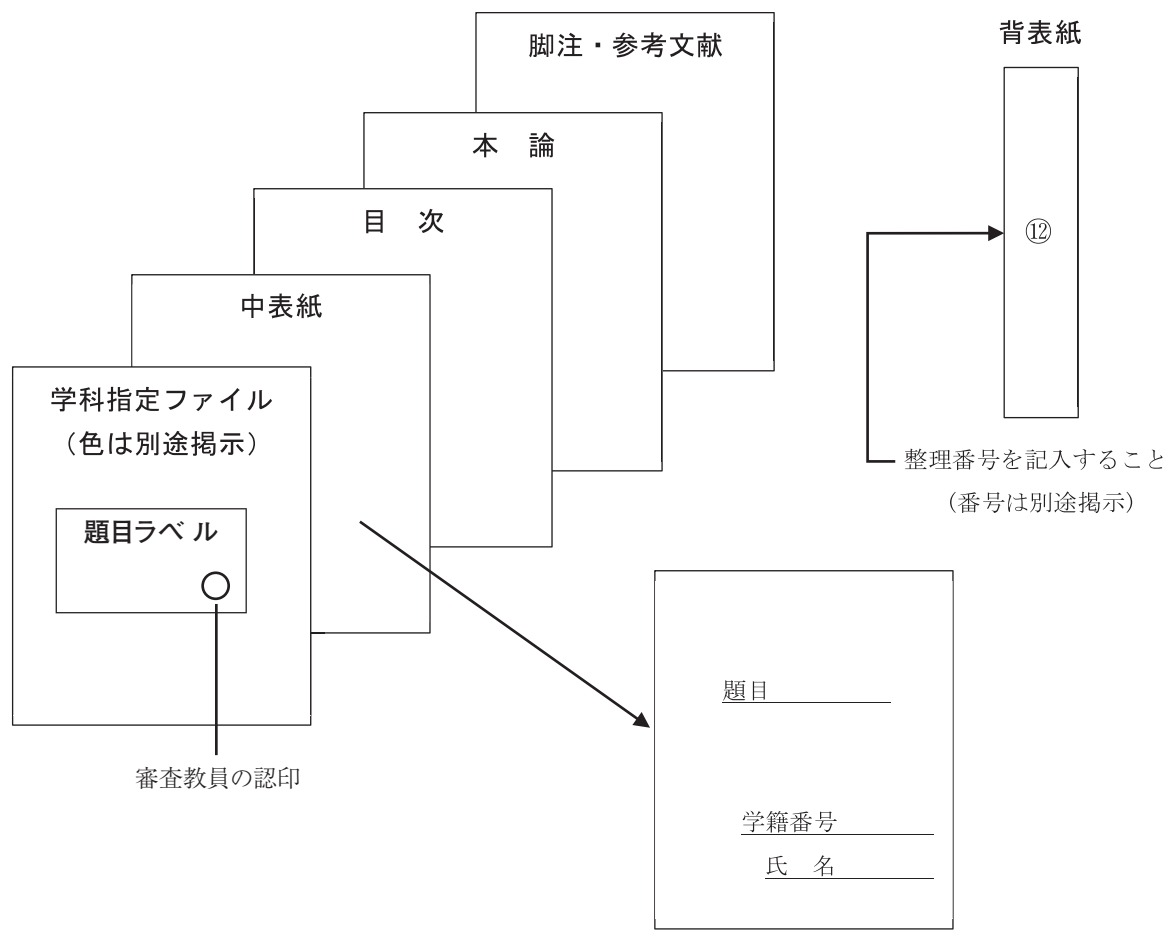 脚注・参考文献
本　論
目　次
中表紙
学科指定ファイル
（色は別途掲示）
題目ラベル
審査教員の認印
背表紙
⑫
整理番号を記入すること
（番号は別途掲示）
題目
学籍番号
氏　名